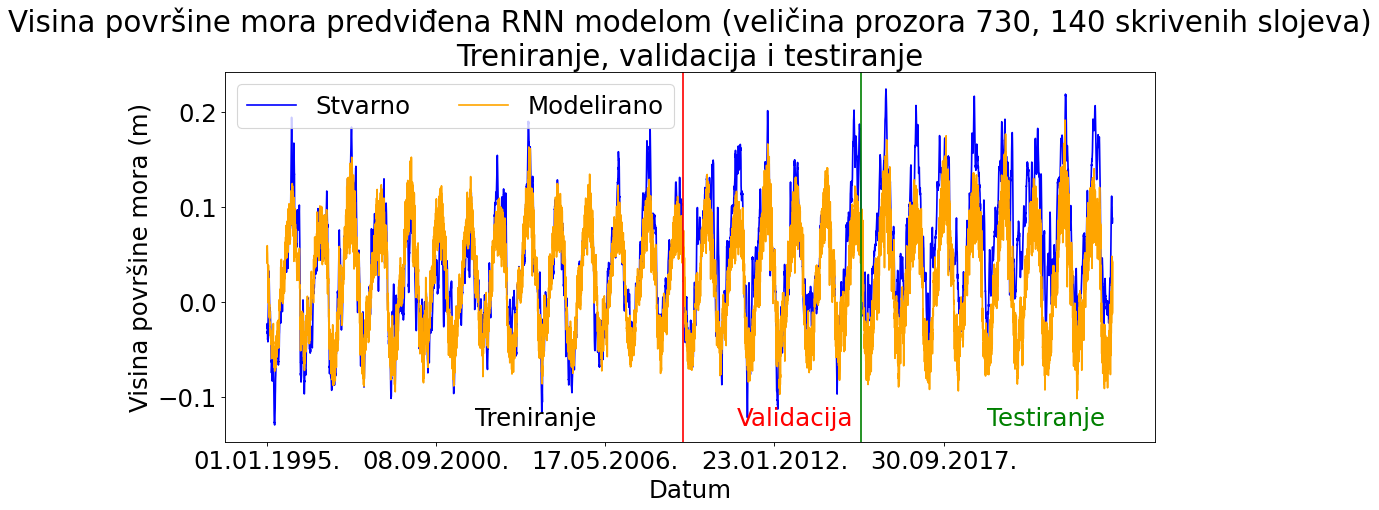 Visina površine mora predviđena RNN modelom (veličina prozora 730, 140 skrivenih slojeva)
Treniranje, validacija i testiranje
Stvarno
Modelirano
Visina površine mora (m)
0.2
0.1
0.0
−0.1
Treniranje
Validacija
Testiranje
01.01.1995.
08.09.2000.
17.05.2006.
23.01.2012.
30.09.2017.
Datum